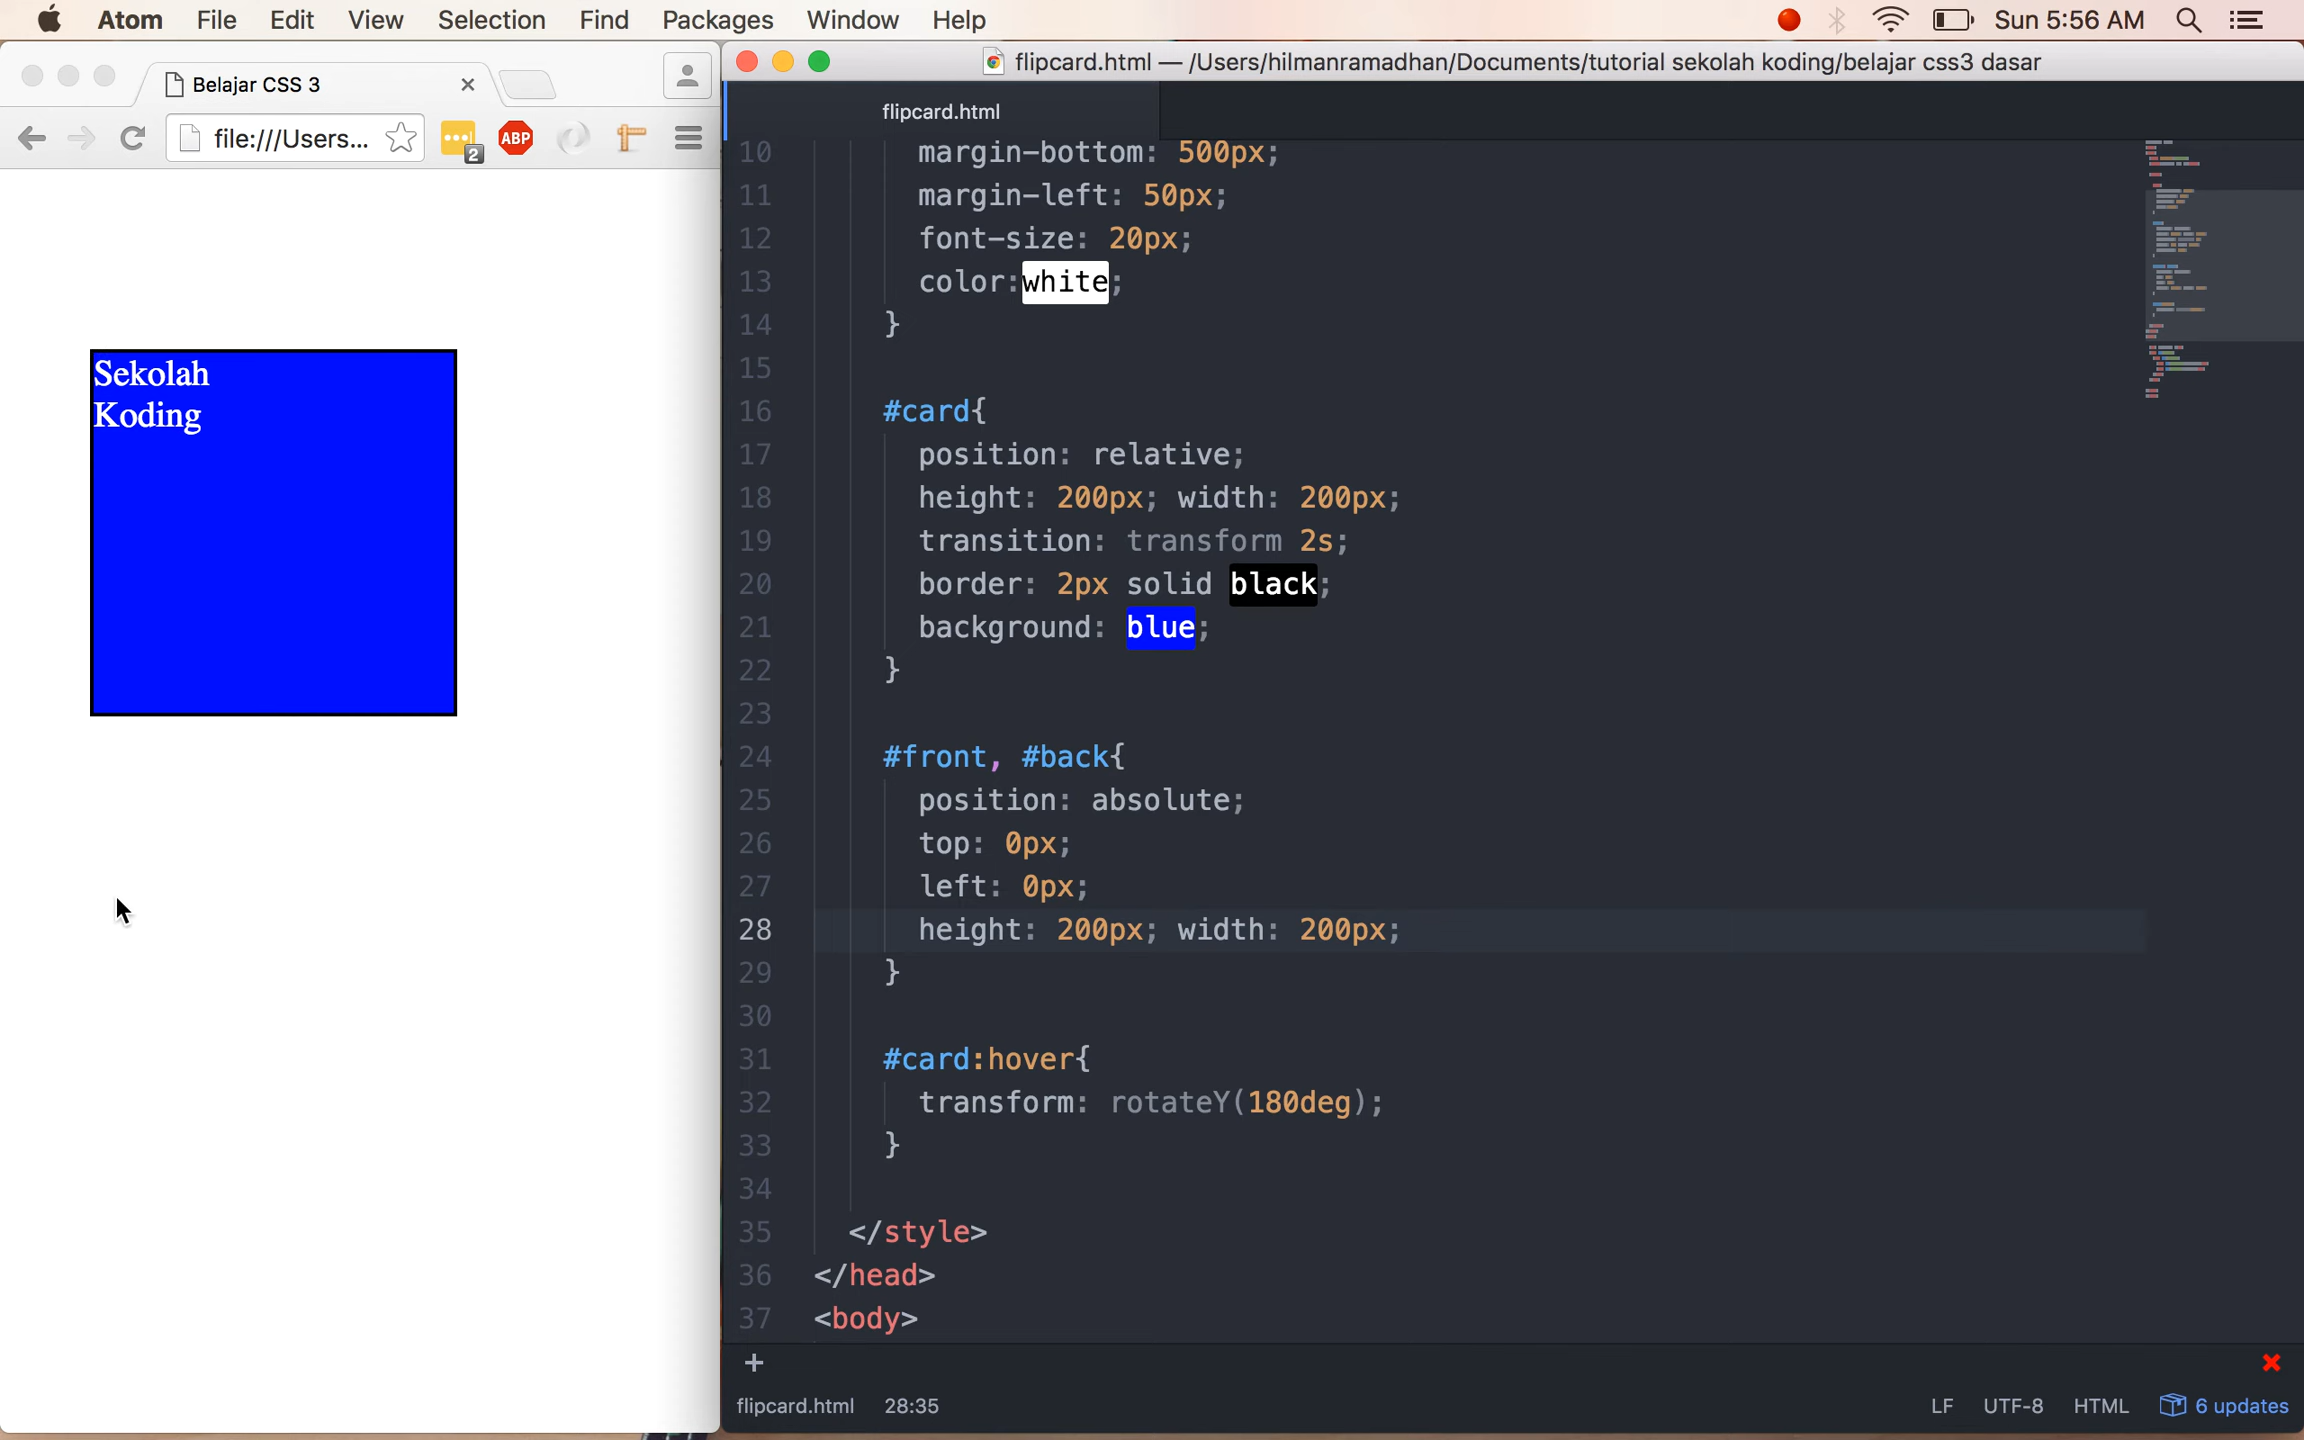 Atom File Edit View Selection Find Packages Window Help Sun 5:56 AM
Belajar CSS 3
file:///Users...
ABP
2
Sekolah
Koding
flipcard.html — /Users/hilmanramadhan/Documents/tutorial sekolah koding/belajar css3 dasar
flipcard.html
10 margin-bottom: 500px;
11 margin-left: 50px;
12 font-size: 20px;
13 color:white;
14 }
15
16 #card{
17 position: relative;
18 height: 200px; width: 200px;
19 transition: transform 2s;
20 border: 2px solid black;
21 background: blue;
22 }
23
24 #front, #back{
25 position: absolute;
26 top: 0px;
27 left: 0px;
28 height: 200px; width: 200px;
29 }
30
31 #card:hover{
32 transform: rotateY(180deg);
33 }
34
35 </style>
36 </head>
37 <body>
+
flipcard.html 28:35 LF UTF-8 HTML 6 updates